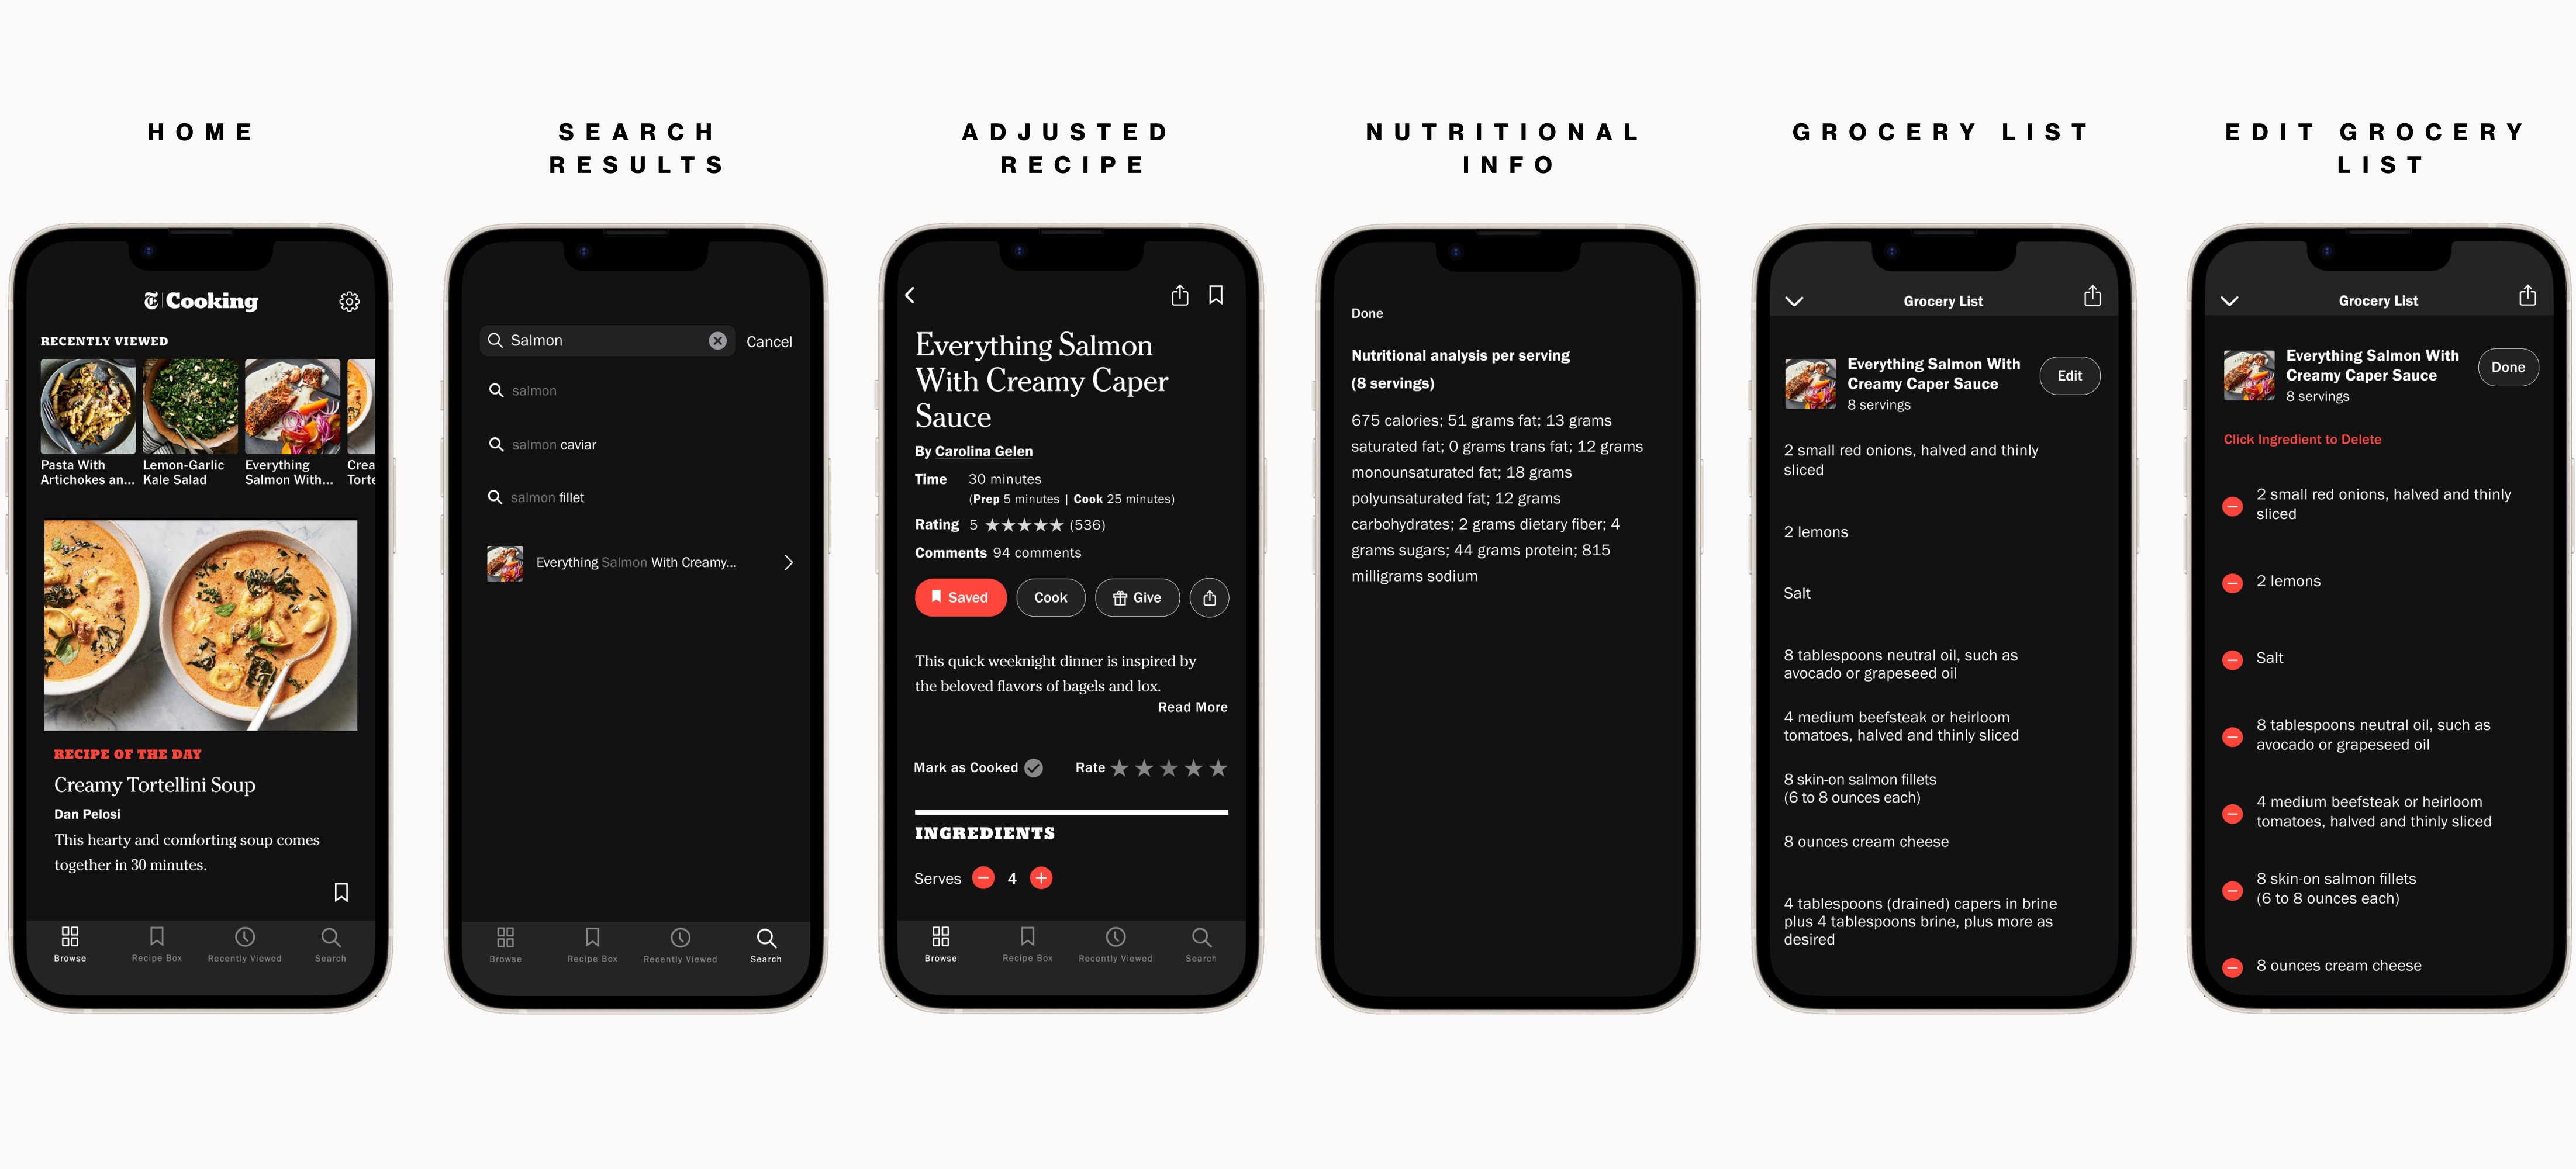 HOME
SEARCH
RESULTS
ADJUSTED
RECIPE
NUTRITIONAL
INFO
GROCERY LIST
EDIT GROCERY
LIST
T Cooking
RECENTLY VIEWED
Pasta With
Artichokes an...
Lemon-Garlic
Kale Salad
Everything
Salmon With...
Crea
Torte
RECIPE OF THE DAY
Creamy Tortellini Soup
Dan Pelosi
This hearty and comforting soup comes
together in 30 minutes.
Browse
Recipe Box
Recently Viewed
Search
Salmon
Cancel
salmon
salmon caviar
salmon fillet
Everything Salmon With Creamy...
Browse
Recipe Box
Recently Viewed
Search
Everything Salmon
With Creamy Caper
Sauce
By Carolina Gelen
Time 30 minutes
(Prep 5 minutes | Cook 25 minutes)
Rating 5 ★★★★★ (536)
Comments 94 comments
Saved
Cook
Give
This quick weeknight dinner is inspired by
the beloved flavors of bagels and lox.
Read More
Mark as Cooked
Rate ★ ★ ★ ★ ★
INGREDIENTS
Serves 4
Browse
Recipe Box
Recently Viewed
Search
Done
Nutritional analysis per serving
(8 servings)
675 calories; 51 grams fat; 13 grams
saturated fat; 0 grams trans fat; 12 grams
monounsaturated fat; 18 grams
polyunsaturated fat; 12 grams
carbohydrates; 2 grams dietary fiber; 4
grams sugars; 44 grams protein; 815
milligrams sodium
Grocery List
Everything Salmon With
Creamy Caper Sauce
8 servings
Edit
2 small red onions, halved and thinly
sliced
2 lemons
Salt
8 tablespoons neutral oil, such as
avocado or grapeseed oil
4 medium beefsteak or heirloom
tomatoes, halved and thinly sliced
8 skin-on salmon fillets
(6 to 8 ounces each)
8 ounces cream cheese
4 tablespoons (drained) capers in brine
plus 4 tablespoons brine, plus more as
desired
Grocery List
Everything Salmon With
Creamy Caper Sauce
8 servings
Done
Click Ingredient to Delete
2 small red onions, halved and thinly
sliced
2 lemons
Salt
8 tablespoons neutral oil, such as
avocado or grapeseed oil
4 medium beefsteak or heirloom
tomatoes, halved and thinly sliced
8 skin-on salmon fillets
(6 to 8 ounces each)
8 ounces cream cheese